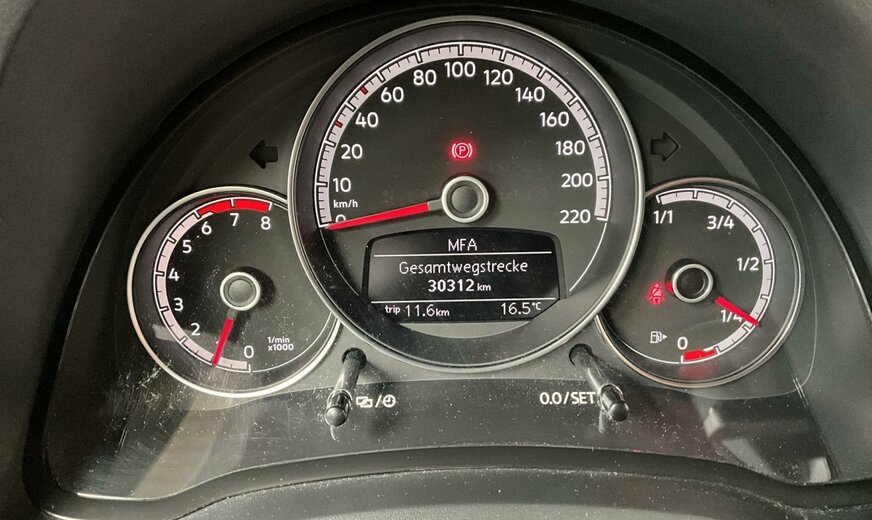 10
20
40
60
80
100
120
140
160
180
200
220
km/h
0
(P)
MFA
Gesamtwegstrecke
30312 km
trip 11.6km 16.5°C
0
2
3
4
5
6
7
8
1/min
x1000
1/1
3/4
1/2
1/4
0
0.0/SET